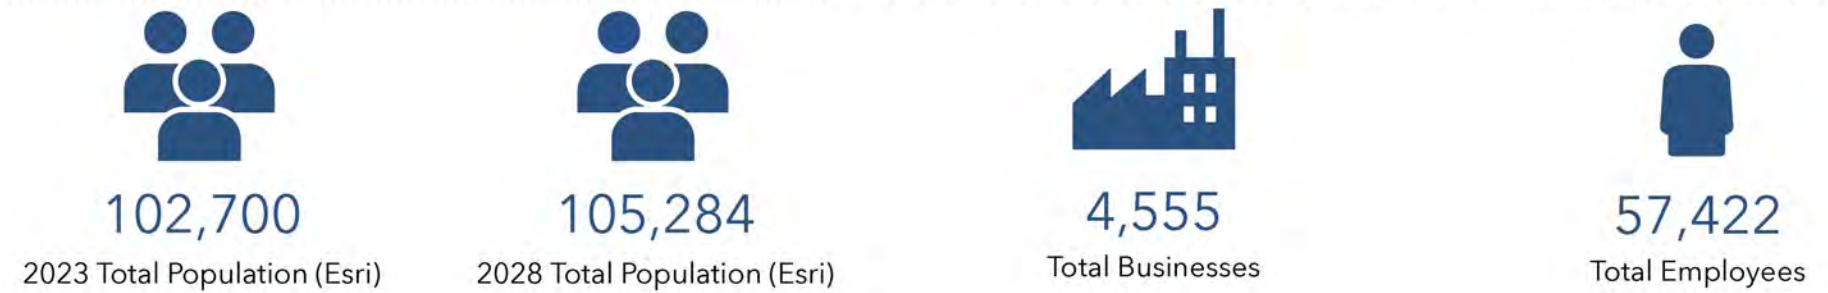 102,700
2023 Total Population (Esri)
105,284
2028 Total Population (Esri)
4,555
Total Businesses
57,422
Total Employees